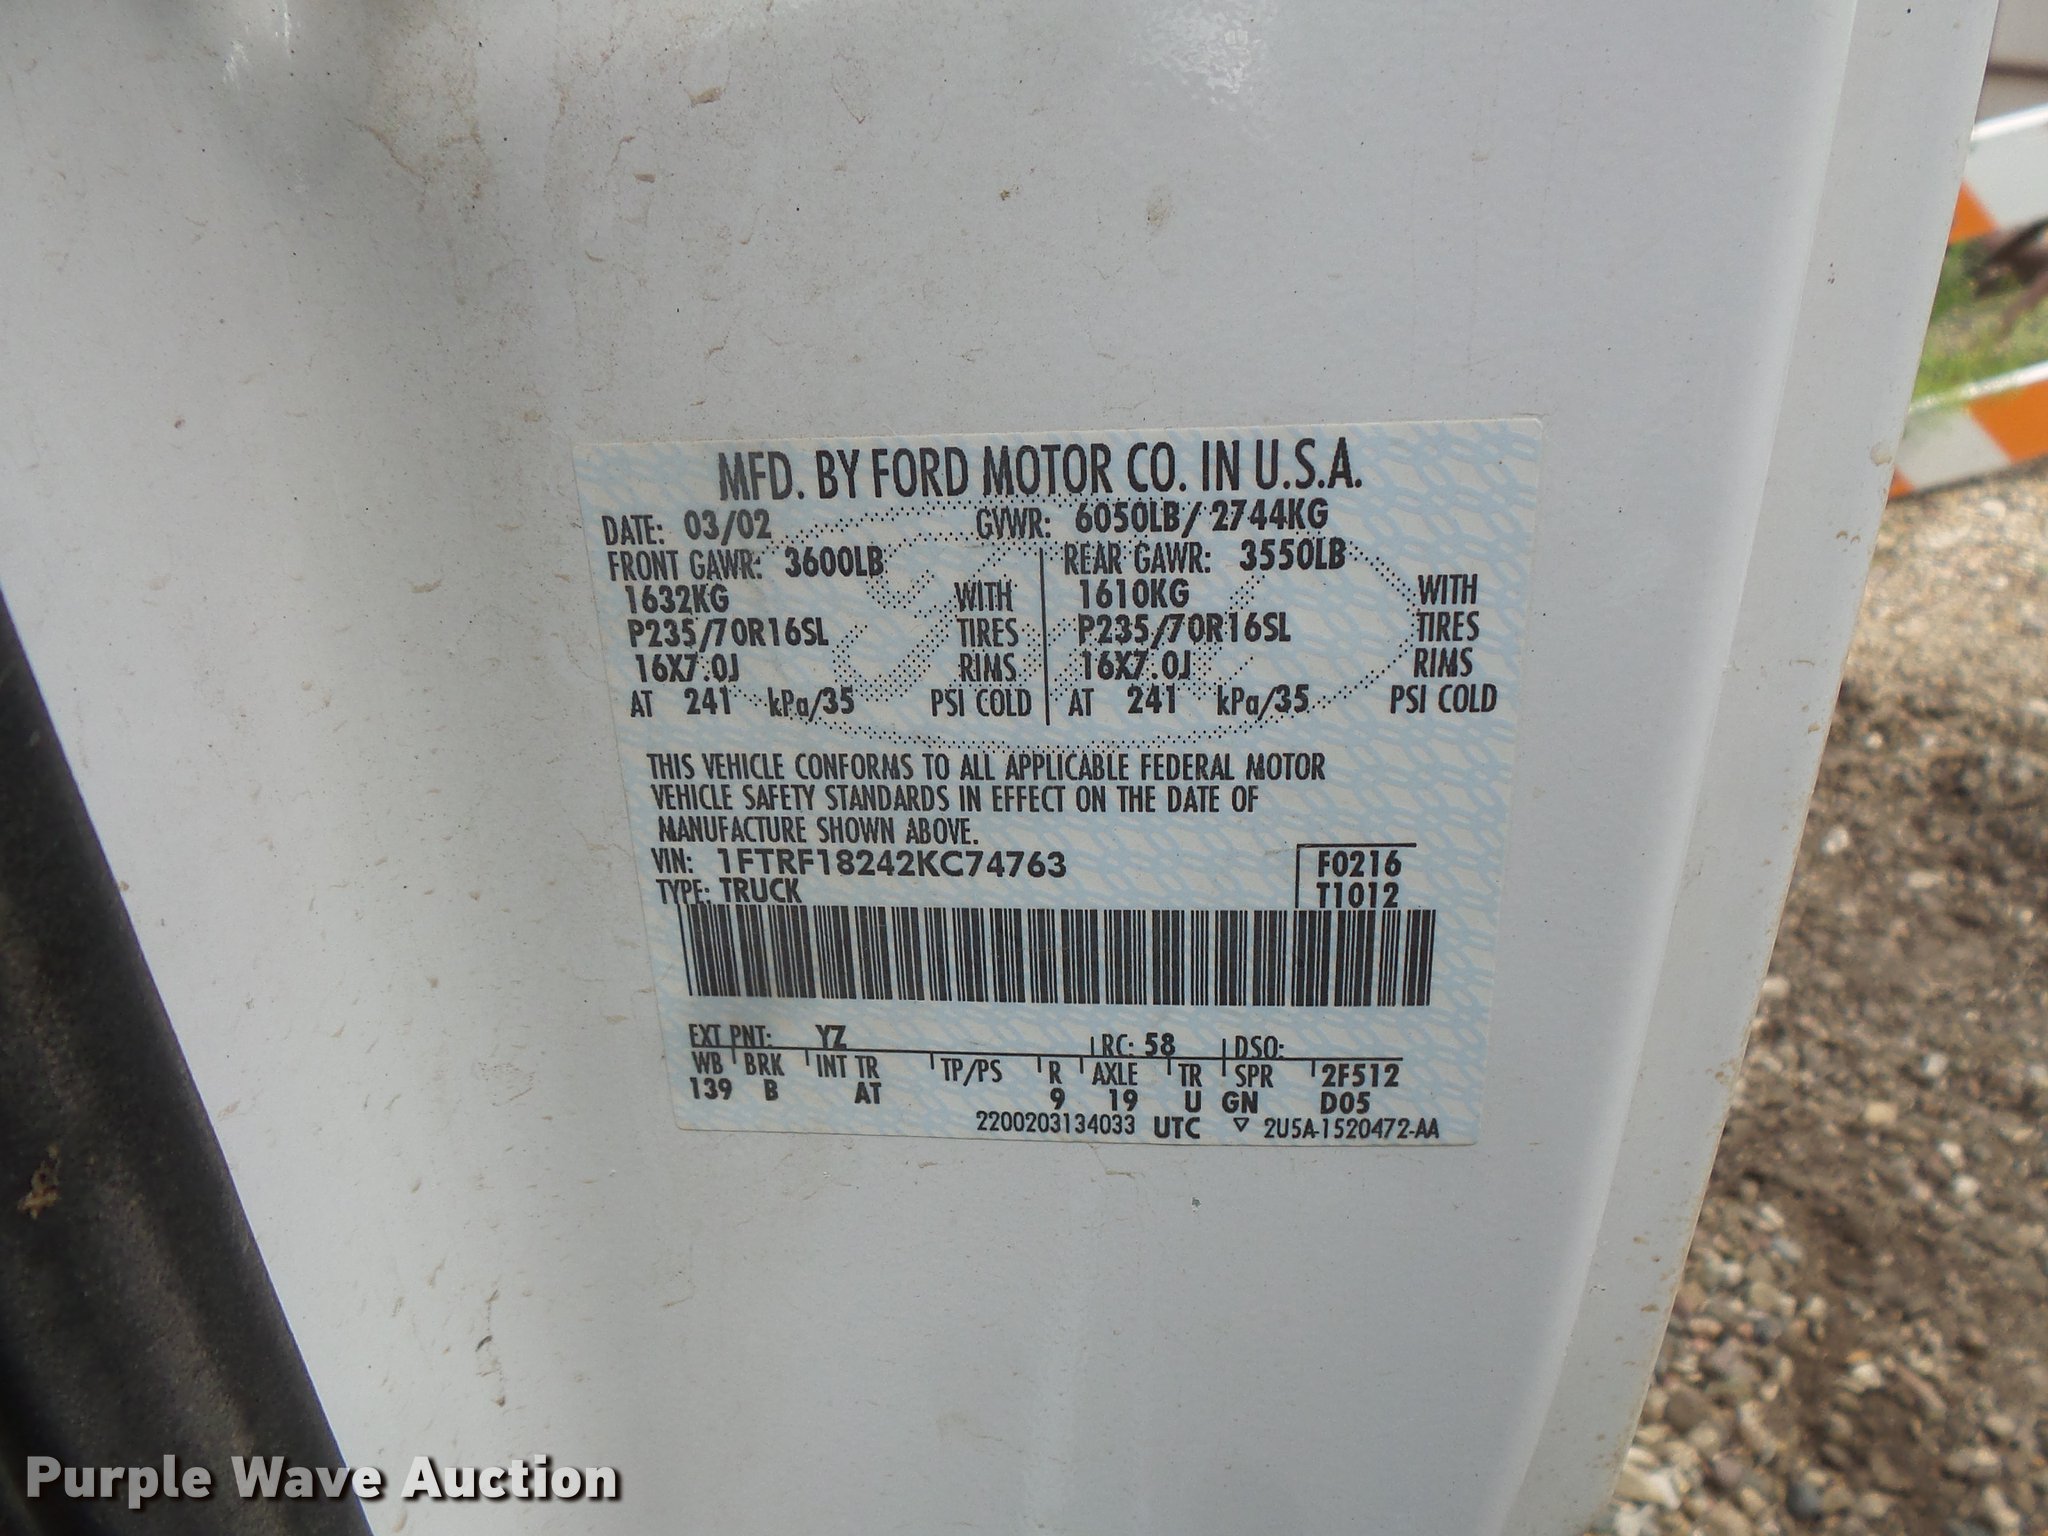 MFD. BY FORD MOTOR CO. IN U.S.A.
DATE: 03/02 GVWR: 6050LB/ 2744KG
FRONT GAWR: 3600LB REAR GAWR: 3550LB
1632KG WITH 1610KG WITH
P235/70R16SL TIRES P235/70R16SL TIRES
16X7.0J RIMS 16X7.0J RIMS
AT 241 kPa/35 PSI COLD AT 241 kPa/35 PSI COLD
THIS VEHICLE CONFORMS TO ALL APPLICABLE FEDERAL MOTOR
VEHICLE SAFETY STANDARDS IN EFFECT ON THE DATE OF
MANUFACTURE SHOWN ABOVE.
VIN: 1FTRF18242KC74763 F0216
TYPE: TRUCK T1012
EXT PNT: YZ RC: 58 DSO:
WB BRK INT TR TP/PS R AXLE TR SPR 2F512
139 B AT 9 19 U GN D05
2200203134033 UTC ▽ 2U5A-1520472-AA
Purple Wave Auction